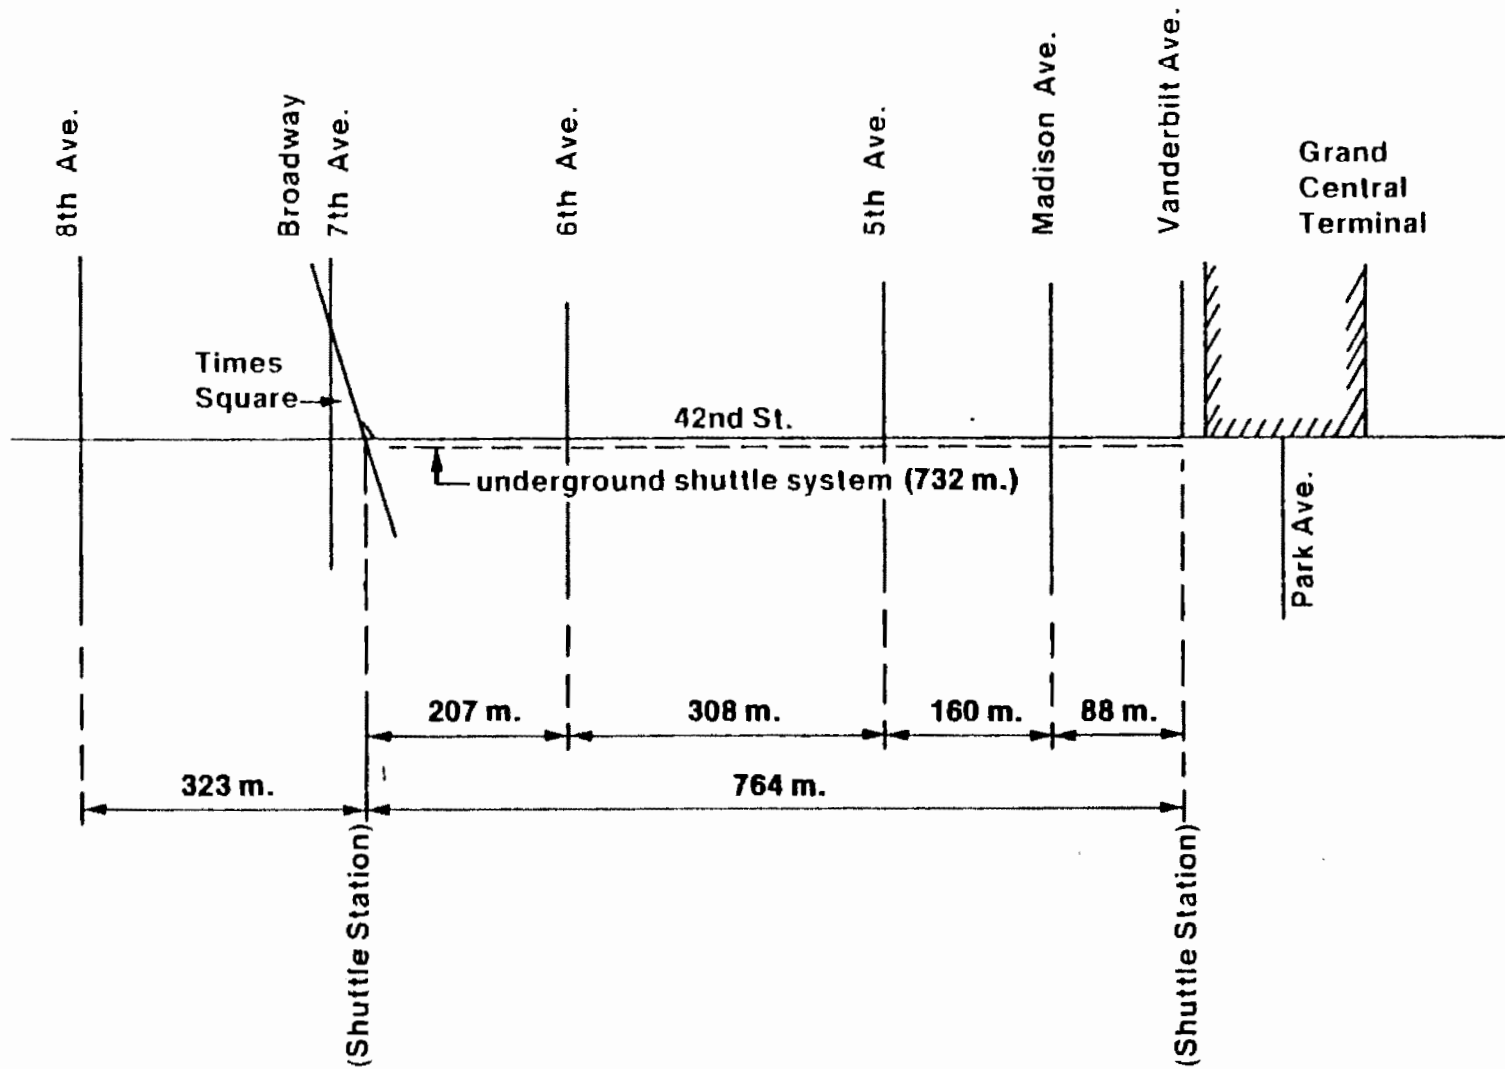 8th Ave.
Broadway
7th Ave.
6th Ave.
5th Ave.
Madison Ave.
Vanderbilt Ave.
Grand
Central
Terminal
Times
Square
42nd St.
underground shuttle system (732 m.)
Park Ave.
207 m.
308 m.
160 m.
88 m.
323 m.
764 m.
(Shuttle Station)
(Shuttle Station)